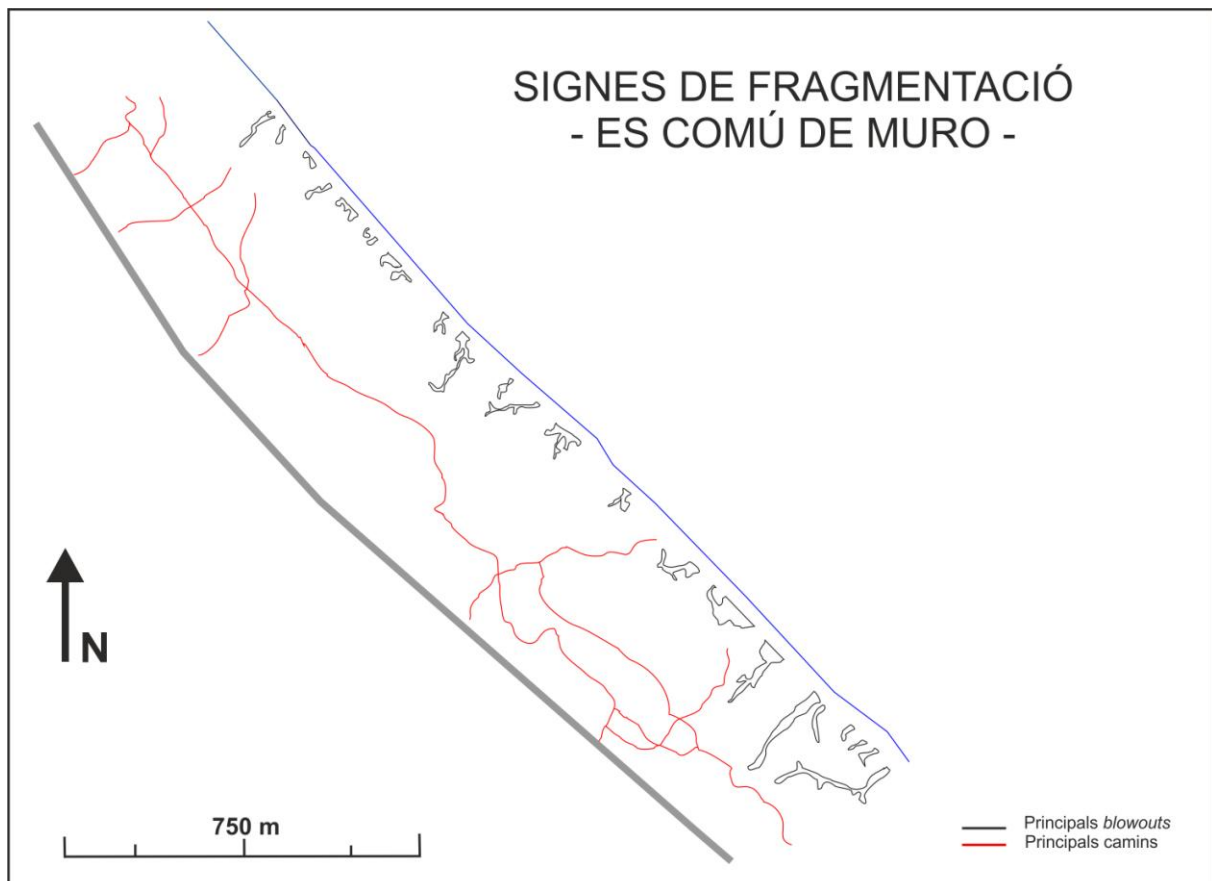 SIGNES DE FRAGMENTACIÓ
- ES COMÚ DE MURO -
N
750 m
Principals blowouts
Principals camins